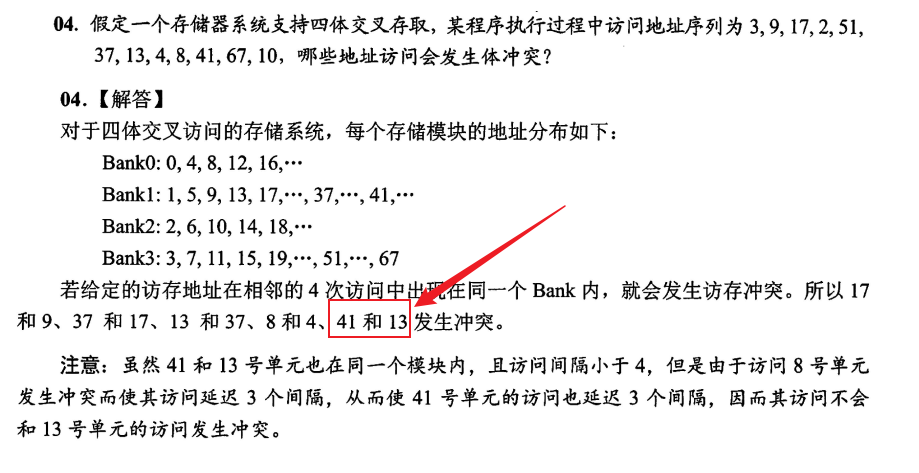 04. 假定一个存储器系统支持四体交叉存取，某程序执行过程中访问地址序列为 3, 9, 17, 2, 51,
37, 13, 4, 8, 41, 67, 10，哪些地址访问会发生体冲突？
04.【解答】
对于四体交叉访问的存储系统，每个存储模块的地址分布如下：
Bank0: 0, 4, 8, 12, 16,…
Bank1: 1, 5, 9, 13, 17,…, 37,…, 41,…
Bank2: 2, 6, 10, 14, 18,…
Bank3: 3, 7, 11, 15, 19,…, 51,…, 67
若给定的访存地址在相邻的 4 次访问中出现在同一个 Bank 内，就会发生访存冲突。所以 17
和 9、37 和 17、13 和 37、8 和 4、41 和 13 发生冲突。
注意：虽然 41 和 13 号单元也在同一个模块内，且访问间隔小于 4，但是由于访问 8 号单元
发生冲突而使其访问延迟 3 个间隔，从而使 41 号单元的访问也延迟 3 个间隔，因而其访问不会
和 13 号单元的访问发生冲突。